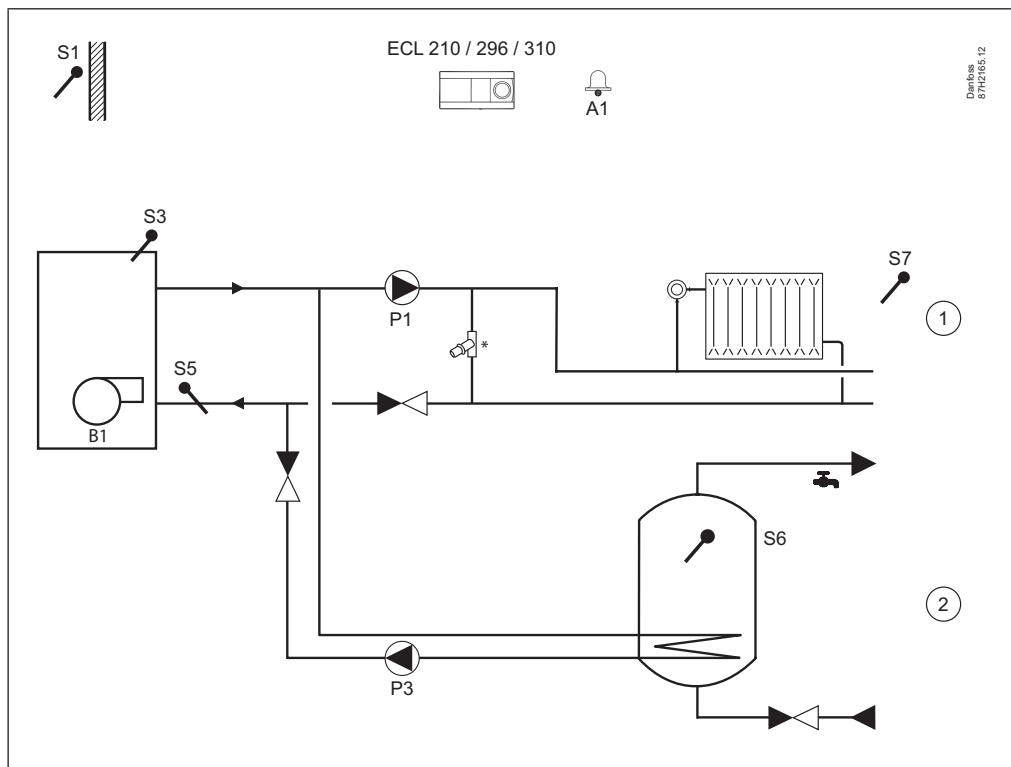 S1
ECL 210 / 296 / 310
A1
Danfoss
87H2165.12
S3
S7
P1
*
1
S5
B1
S6
2
P3